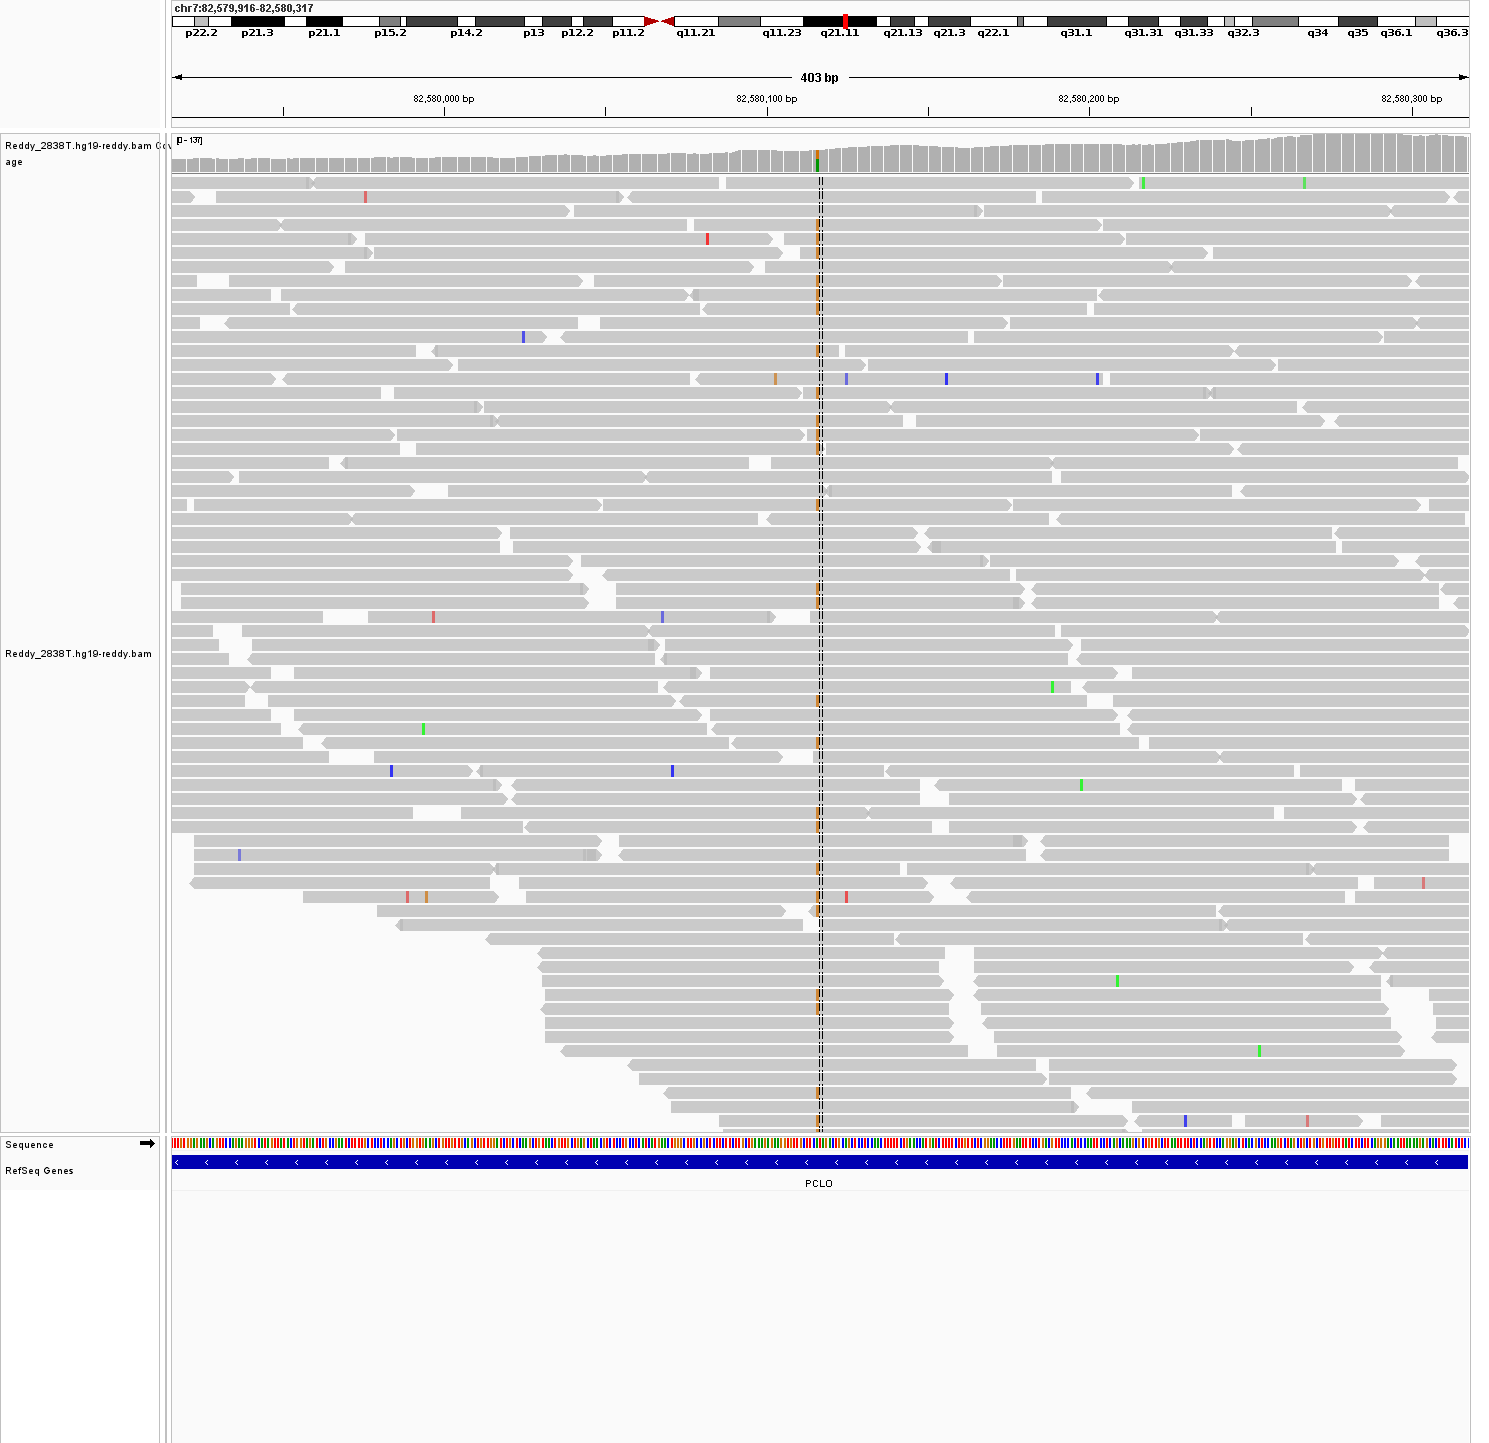 chr7:82,579,916-82,580,317
p22.2 p21.3 p21.1 p15.2 p14.2 p13 p12.2 p11.2 q11.21 q11.23 q21.11 q21.13 q21.3 q22.1 q31.1 q31.31 q31.33 q32.3 q34 q35 q36.1 q36.3
403 bp
82,580,000 bp 82,580,100 bp 82,580,200 bp 82,580,300 bp
[0 - 137]
Reddy_2838T.hg19-reddy.bam Cov
age
Reddy_2838T.hg19-reddy.bam
Sequence
RefSeq Genes
PCLO